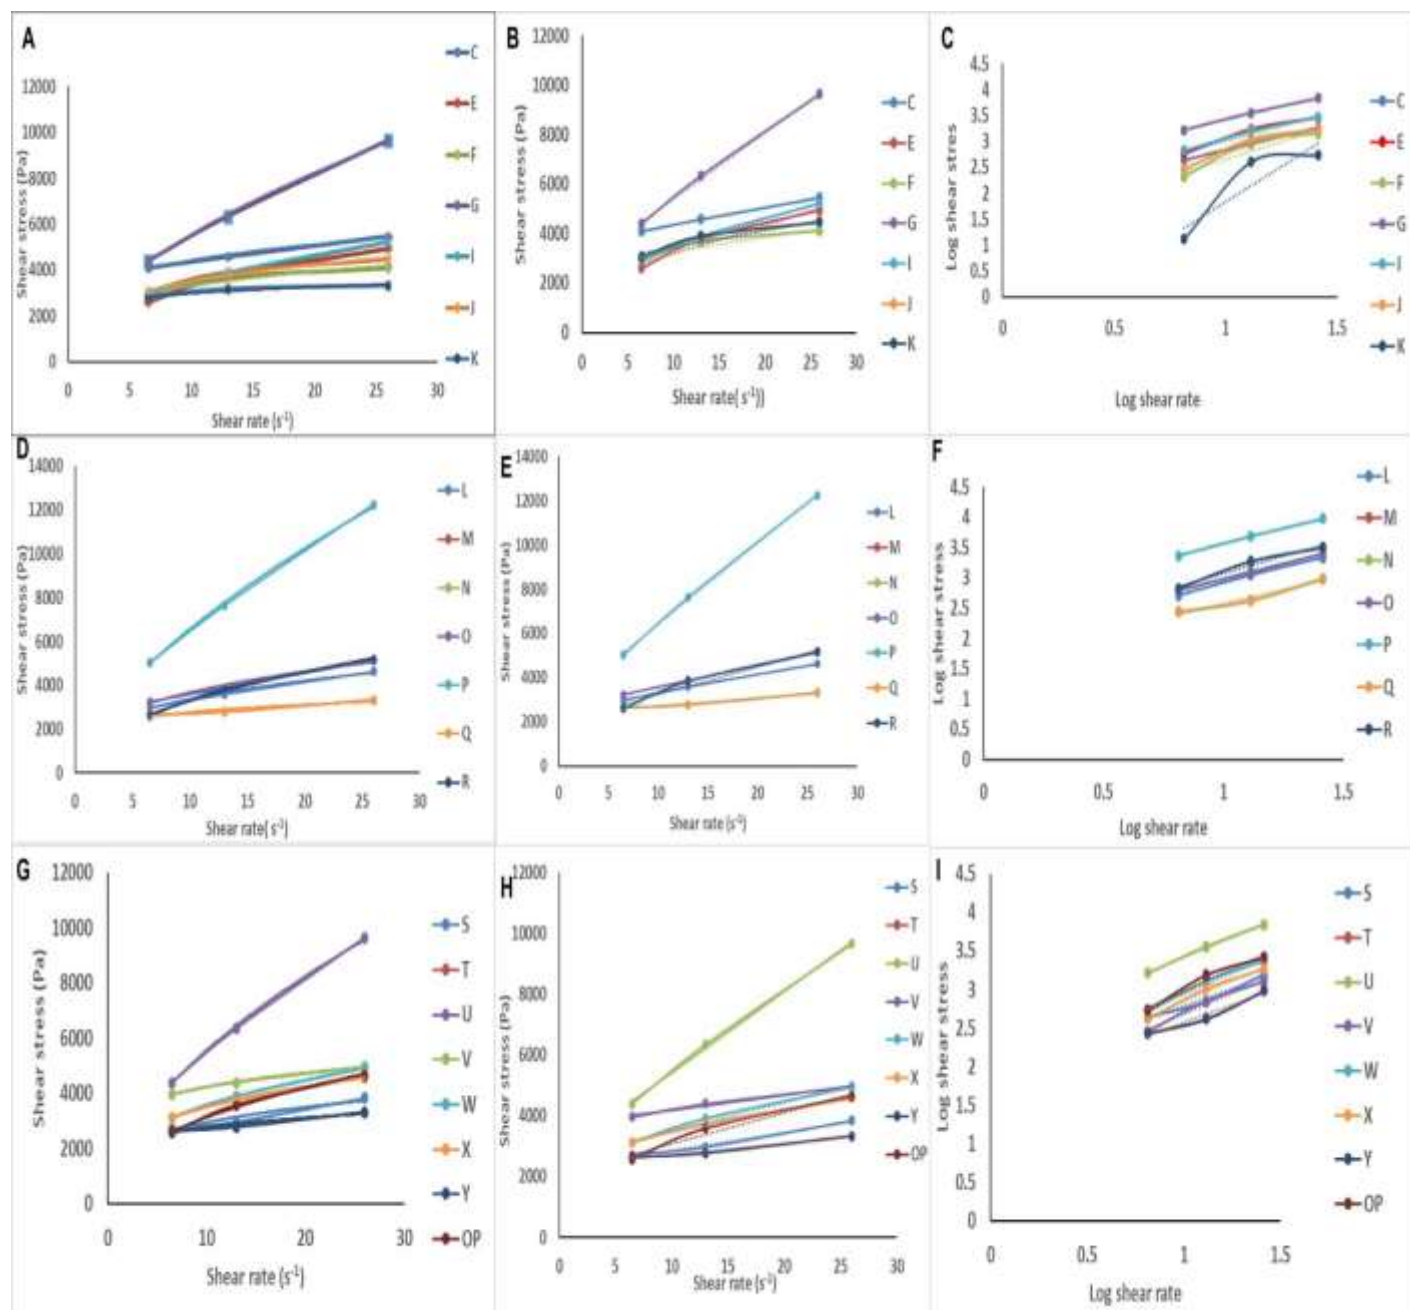 A
Shear stress (Pa)
12000
10000
8000
6000
4000
2000
0
0 5 10 15 20 25 30
Shear rate (s⁻¹)
C
E
F
G
I
J
K
B
Shear stress (Pa)
12000
10000
8000
6000
4000
2000
0
0 5 10 15 20 25 30
Shear rate( s⁻¹))
C
E
F
G
I
J
K
C
Log shear stres
4.5
4
3.5
3
2.5
2
1.5
1
0.5
0
0 0.5 1 1.5
Log shear rate
C
E
F
G
I
J
K
D
Shear stress (Pa)
14000
12000
10000
8000
6000
4000
2000
0
0 5 10 15 20 25 30
Shear rate( s⁻¹)
L
M
N
O
P
Q
R
E
Shear stress (Pa)
14000
12000
10000
8000
6000
4000
2000
0
0 5 10 15 20 25 30
Shear rate (s⁻¹)
L
M
N
O
P
Q
R
F
Log shear stress
4.5
4
3.5
3
2.5
2
1.5
1
0.5
0
0 0.5 1 1.5
Log shear rate
L
M
N
O
P
Q
R
G
Shear stress (Pa)
12000
10000
8000
6000
4000
2000
0
0 10 20 30
Shear rate (s⁻¹)
S
T
U
V
W
X
Y
OP
H
Shear stress (Pa)
12000
10000
8000
6000
4000
2000
0
0 5 10 15 20 25 30
Shear rate (s⁻¹)
S
T
U
V
W
X
Y
OP
I
Log shear stress
4.5
4
3.5
3
2.5
2
1.5
1
0.5
0
0 0.5 1 1.5
Log shear rate
S
T
U
V
W
X
Y
OP